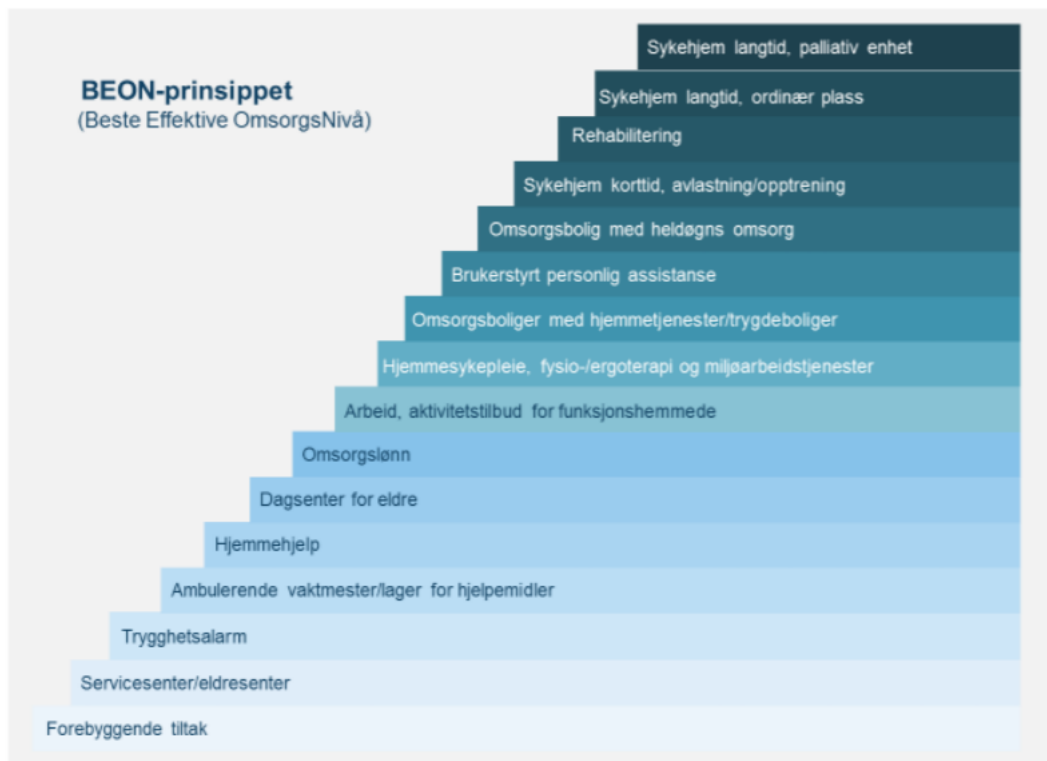 BEON-prinsippet
(Beste Effektive OmsorgsNivå)
Sykehjem langtid, palliativ enhet
Sykehjem langtid, ordinær plass
Rehabilitering
Sykehjem korttid, avlastning/opptrening
Omsorgsbolig med heldøgns omsorg
Brukerstyrt personlig assistanse
Omsorgsboliger med hjemmetjenester/trygdeboliger
Hjemmesykepleie, fysio-/ergoterapi og miljøarbeidstjenester
Arbeid, aktivitetstilbud for funksjonshemmede
Omsorgslønn
Dagsenter for eldre
Hjemmehjelp
Ambulerende vaktmester/lager for hjelpemidler
Trygghetsalarm
Servicesenter/eldresenter
Forebyggende tiltak